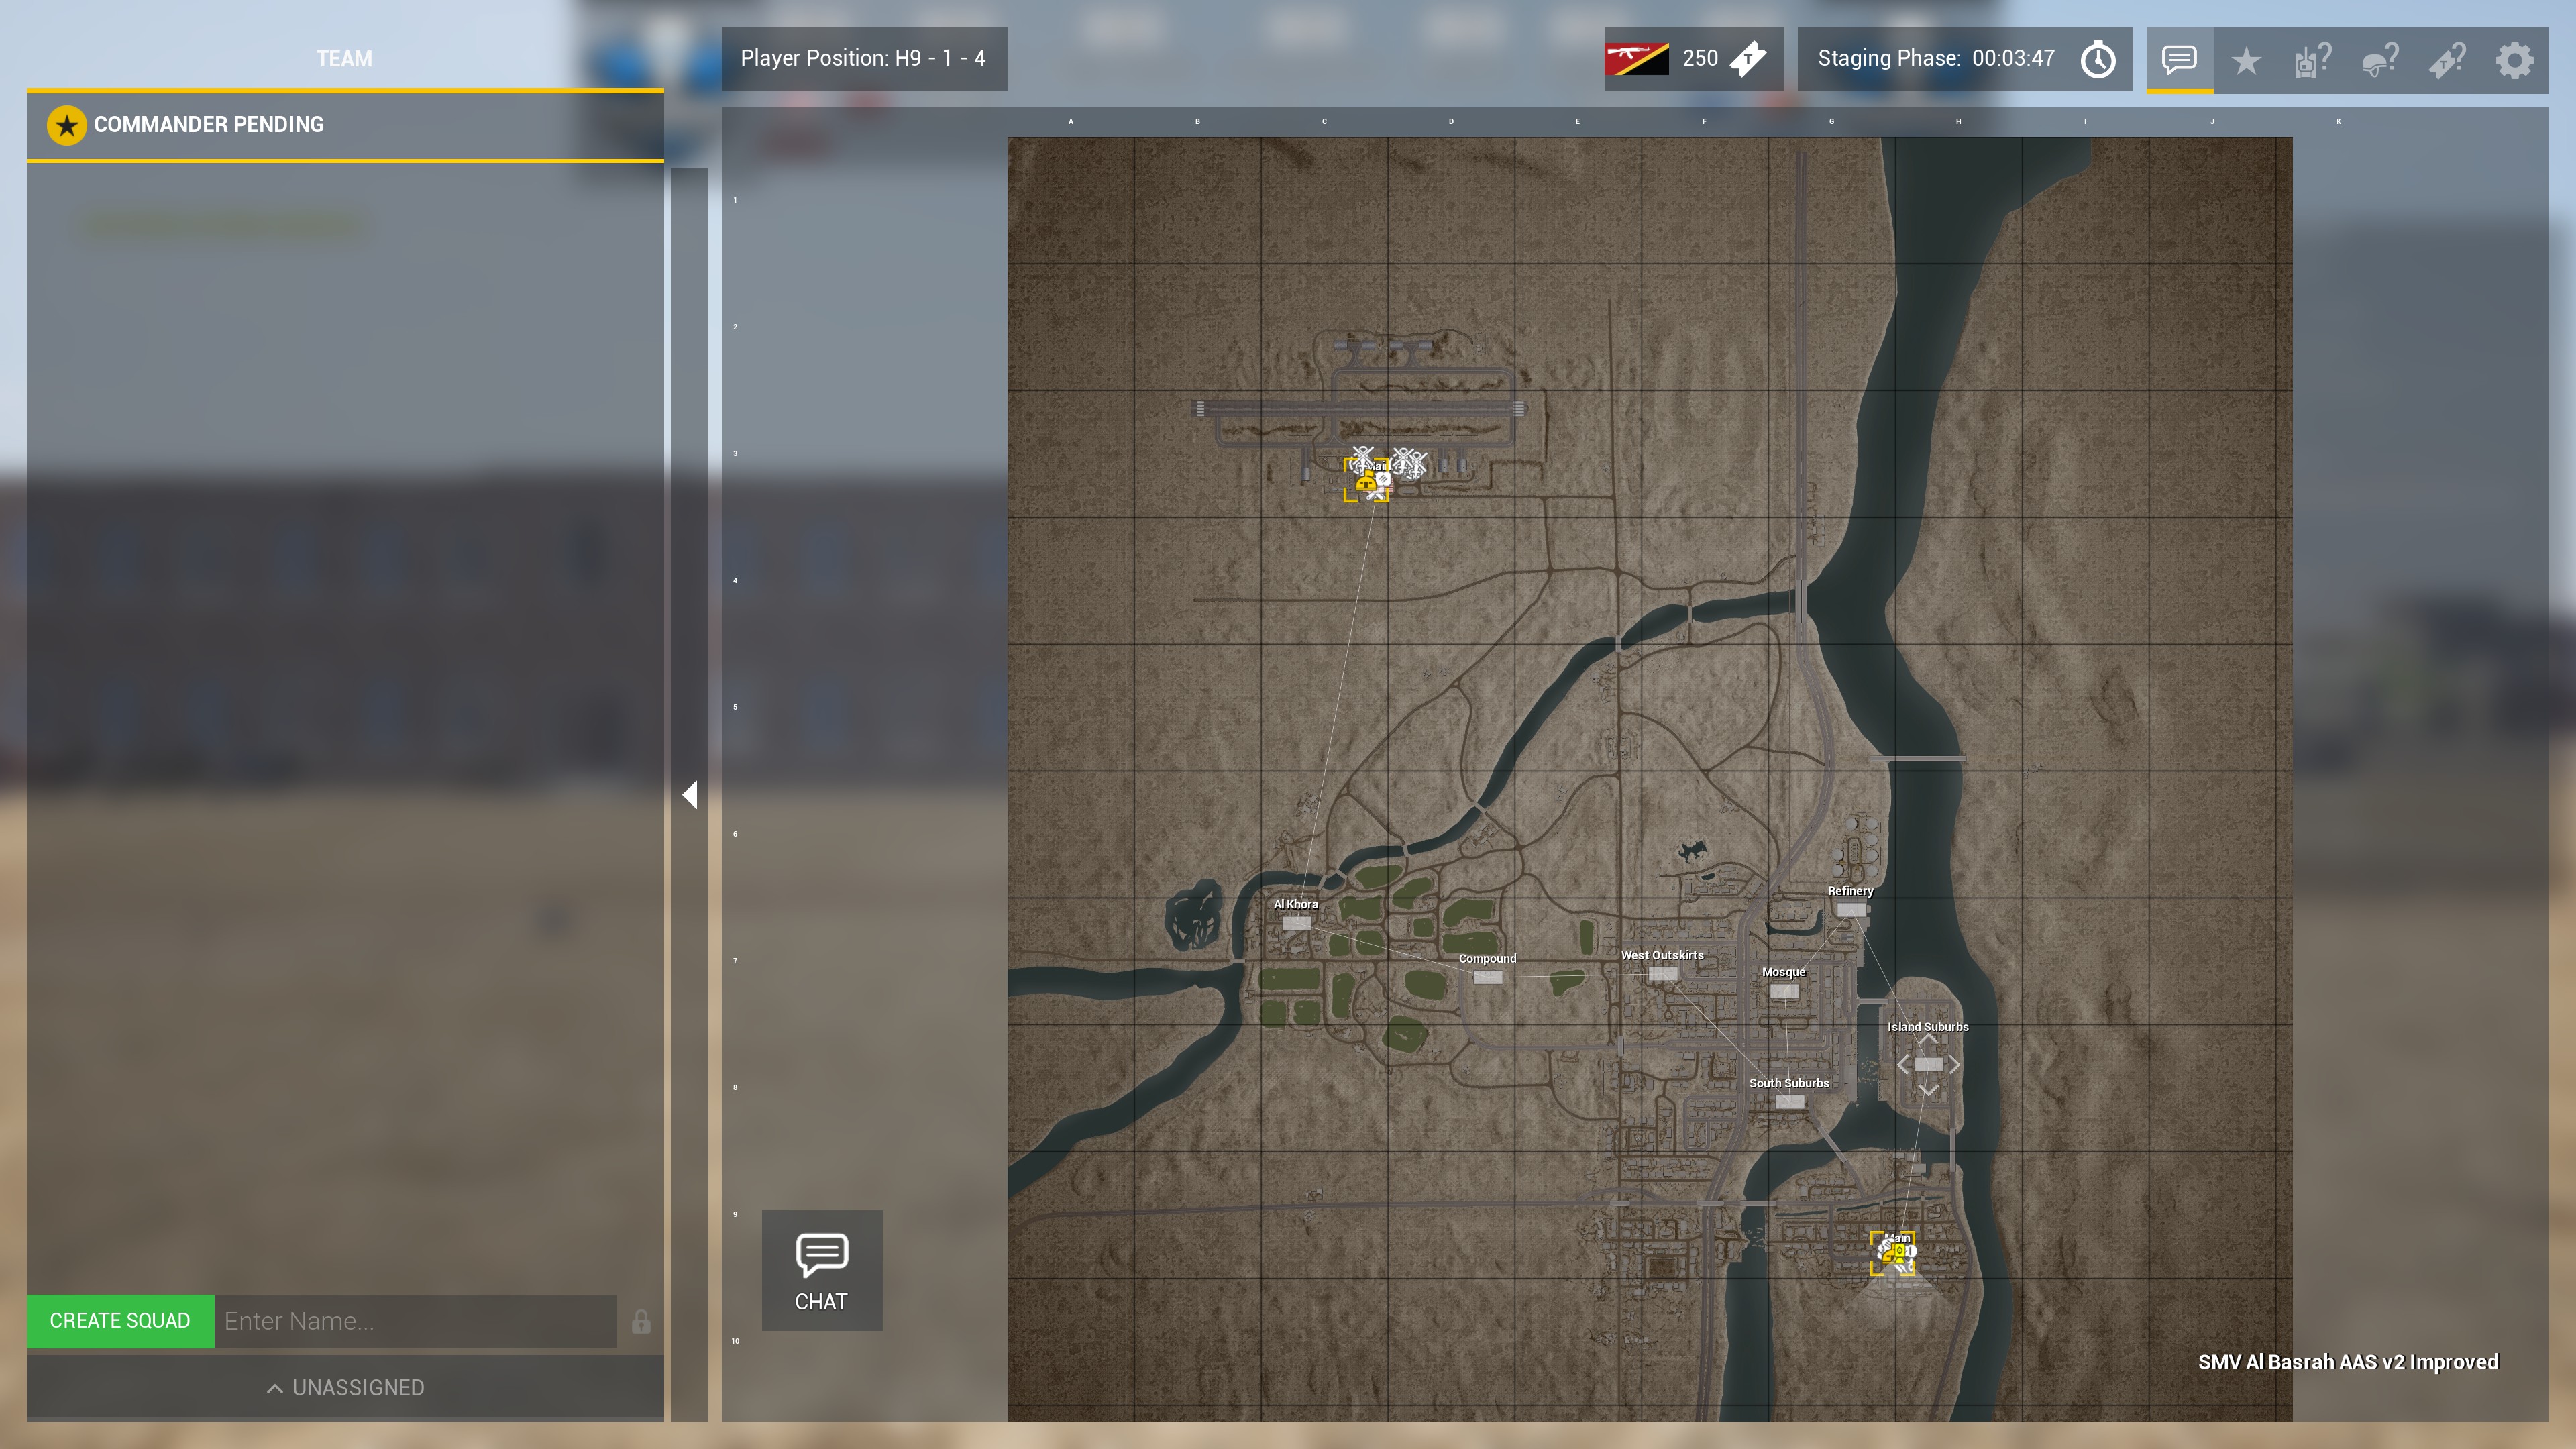 TEAM
Player Position: H9 - 1 - 4
250
Staging Phase: 00:03:47
COMMANDER PENDING
A B C D E F G H I J K
1
2
3
Main
4
5
6
Refinery
Al Khora
7
Compound
West Outskirts
Mosque
Island Suburbs
8
South Suburbs
9
Main
CHAT
CREATE SQUAD
Enter Name...
10
SMV Al Basrah AAS v2 Improved
UNASSIGNED